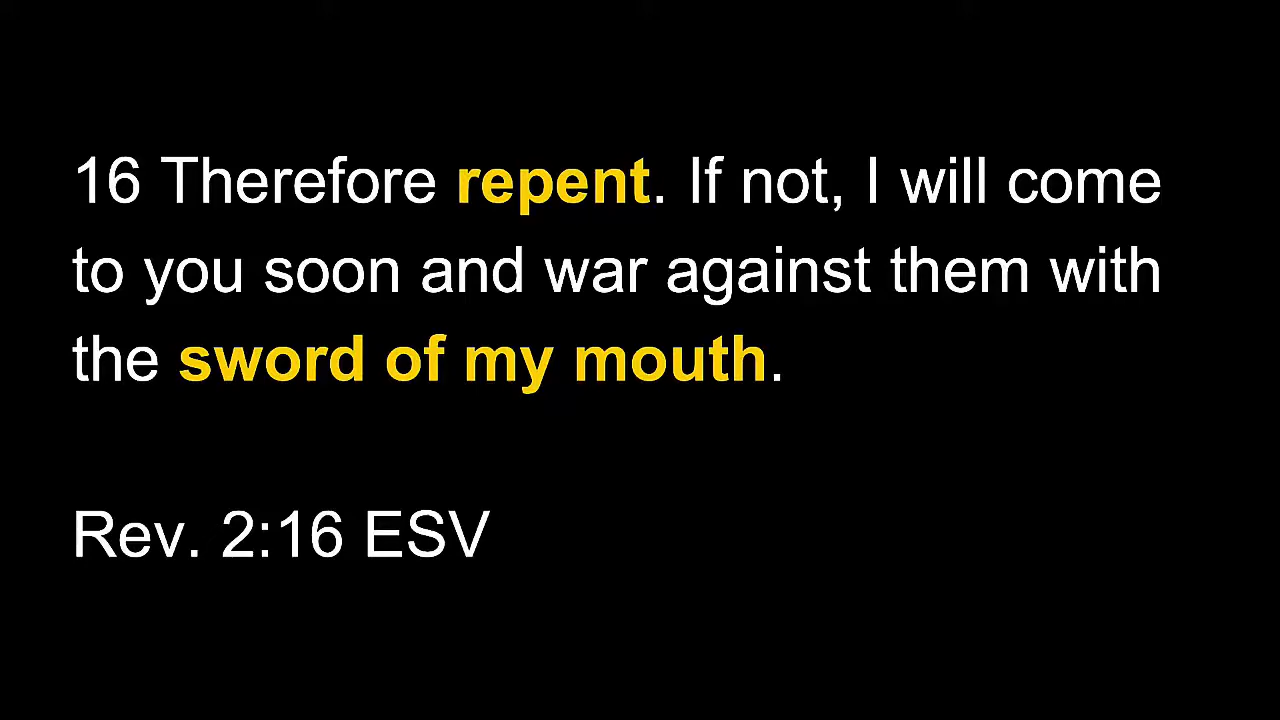 16 Therefore repent. If not, I will come
to you soon and war against them with
the sword of my mouth.
Rev. 2:16 ESV